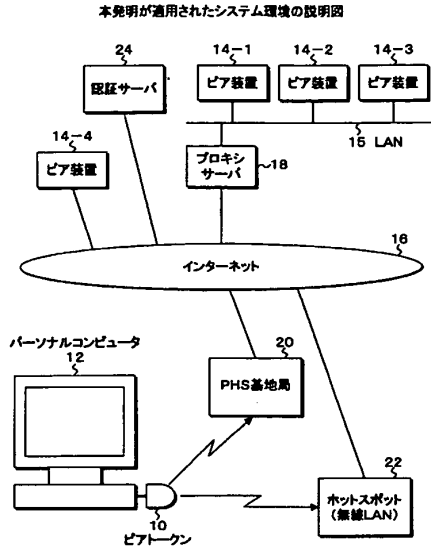 本発明が適用されたシステム環境の説明図
24
認証サーバ
14-1
ピア装置
14-2
ピア装置
14-3
ピア装置
15 LAN
14-4
ピア装置
プロキシ
サーバ
18
16
インターネット
パーソナルコンピュータ
12
20
PHS基地局
22
ホットスポット
(無線LAN)
10
ピアトークン